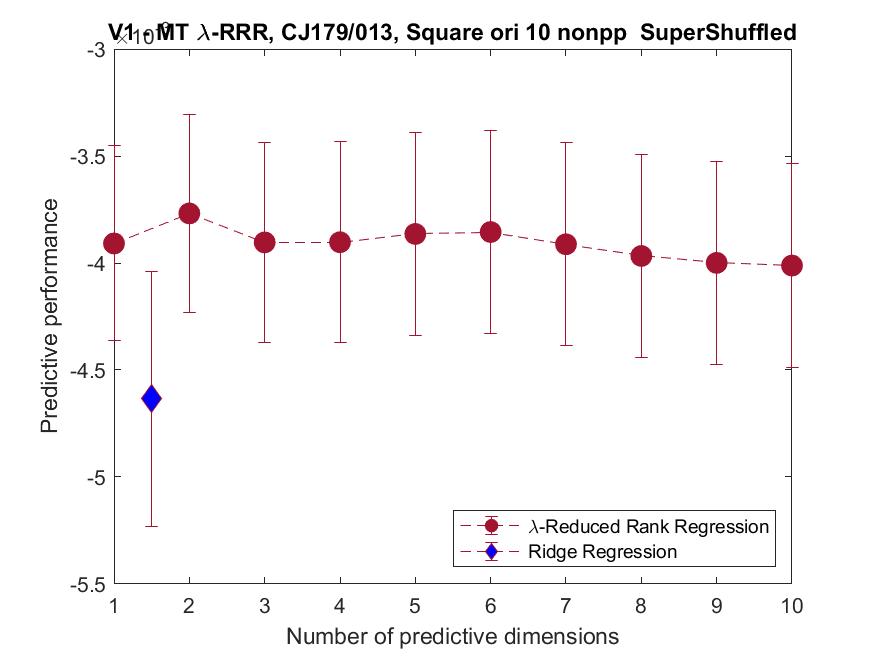 V1 - MT λ-RRR, CJ179/013, Square ori 10 nonpp  SuperShuffled
-3
-3.5
-4
-4.5
-5
-5.5
Predictive performance
λ-Reduced Rank Regression
Ridge Regression
1 2 3 4 5 6 7 8 9 10
Number of predictive dimensions